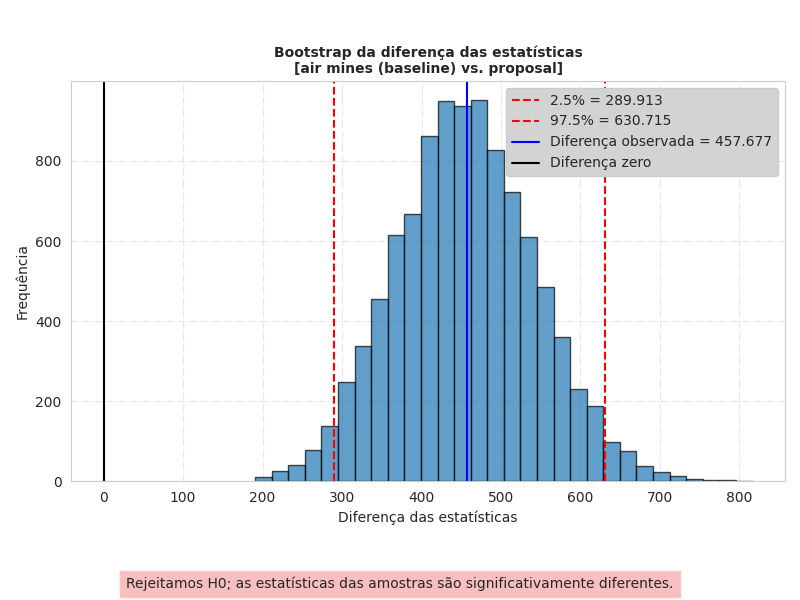 Bootstrap da diferença das estatísticas
[air mines (baseline) vs. proposal]
2.5% = 289.913
97.5% = 630.715
Diferença observada = 457.677
Diferença zero
Frequência
800
600
400
200
0
0 100 200 300 400 500 600 700 800
Diferença das estatísticas
Rejeitamos H0; as estatísticas das amostras são significativamente diferentes.